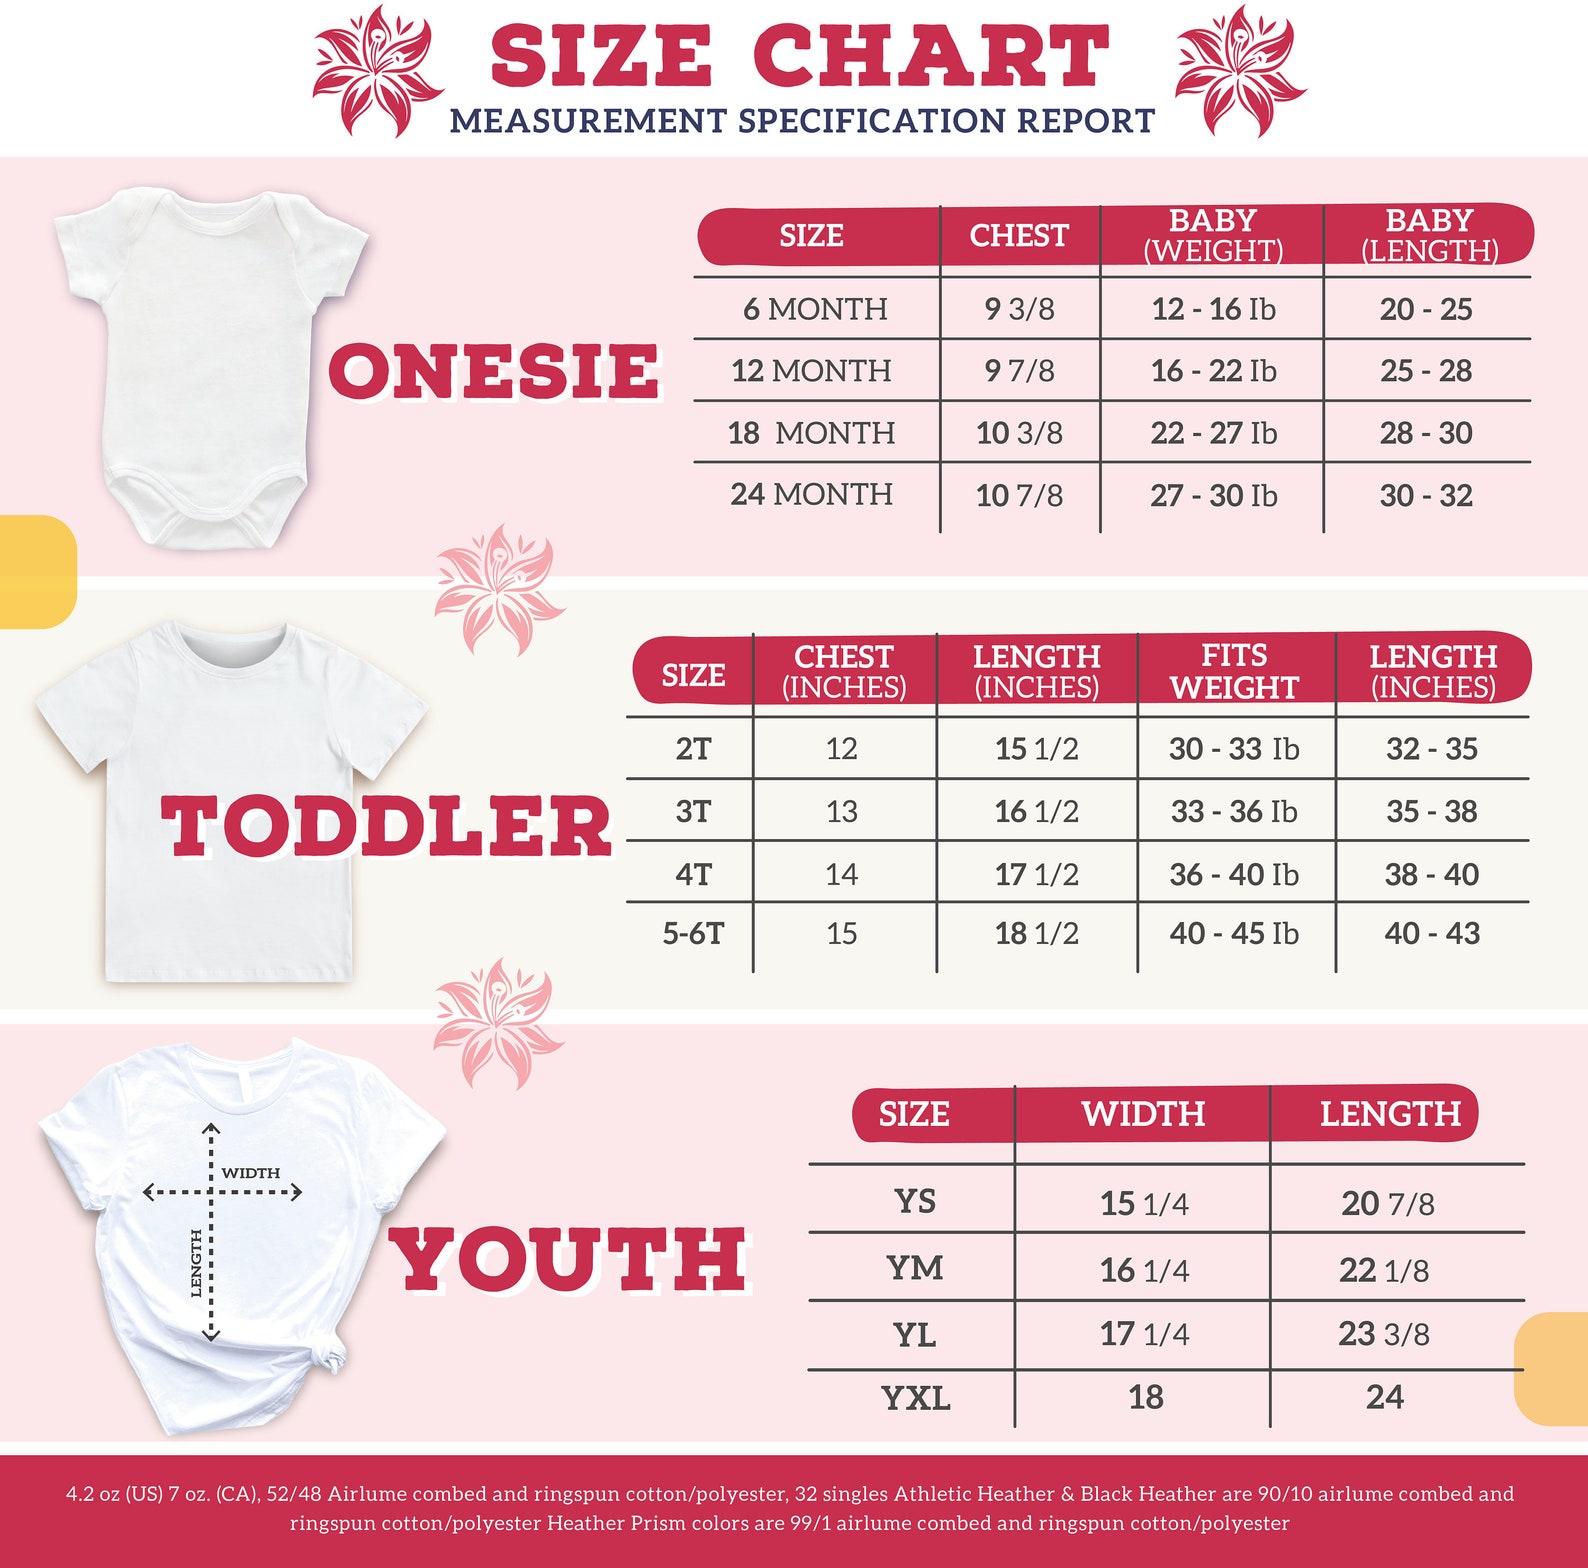 SIZE CHART
MEASUREMENT SPECIFICATION REPORT
ONESIE
SIZE CHEST BABY (WEIGHT) BABY (LENGTH)
6 MONTH 9 3/8 12 - 16 Ib 20 - 25
12 MONTH 9 7/8 16 - 22 Ib 25 - 28
18 MONTH 10 3/8 22 - 27 Ib 28 - 30
24 MONTH 10 7/8 27 - 30 Ib 30 - 32
TODDLER
SIZE CHEST (INCHES) LENGTH (INCHES) FITS WEIGHT LENGTH (INCHES)
2T 12 15 1/2 30 - 33 Ib 32 - 35
3T 13 16 1/2 33 - 36 Ib 35 - 38
4T 14 17 1/2 36 - 40 Ib 38 - 40
5-6T 15 18 1/2 40 - 45 Ib 40 - 43
WIDTH
LENGTH
YOUTH
SIZE WIDTH LENGTH
YS 15 1/4 20 7/8
YM 16 1/4 22 1/8
YL 17 1/4 23 3/8
YXL 18 24
4.2 oz (US) 7 oz. (CA), 52/48 Airlume combed and ringspun cotton/polyester, 32 singles Athletic Heather & Black Heather are 90/10 airlume combed and
ringspun cotton/polyester Heather Prism colors are 99/1 airlume combed and ringspun cotton/polyester